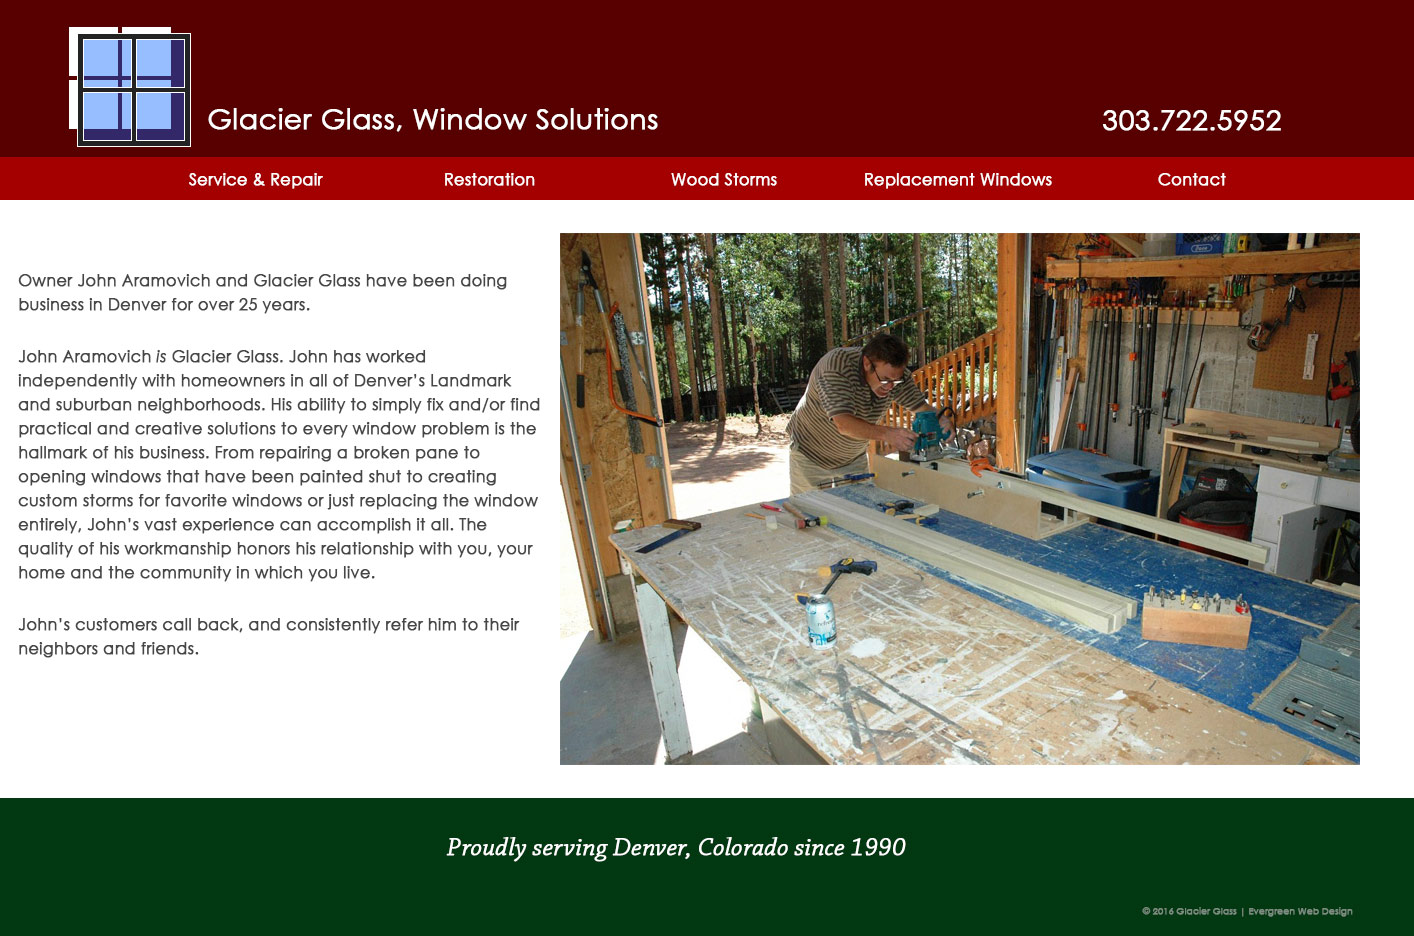 Glacier Glass, Window Solutions
303.722.5952
Service & Repair
Restoration
Wood Storms
Replacement Windows
Contact
Owner John Aramovich and Glacier Glass have been doing
business in Denver for over 25 years.
John Aramovich is Glacier Glass. John has worked
independently with homeowners in all of Denver’s Landmark
and suburban neighborhoods. His ability to simply fix and/or find
practical and creative solutions to every window problem is the
hallmark of his business. From repairing a broken pane to
opening windows that have been painted shut to creating
custom storms for favorite windows or just replacing the window
entirely, John’s vast experience can accomplish it all. The
quality of his workmanship honors his relationship with you, your
home and the community in which you live.
John’s customers call back, and consistently refer him to their
neighbors and friends.
Proudly serving Denver, Colorado since 1990
© 2016 Glacier Glass | Evergreen Web Design